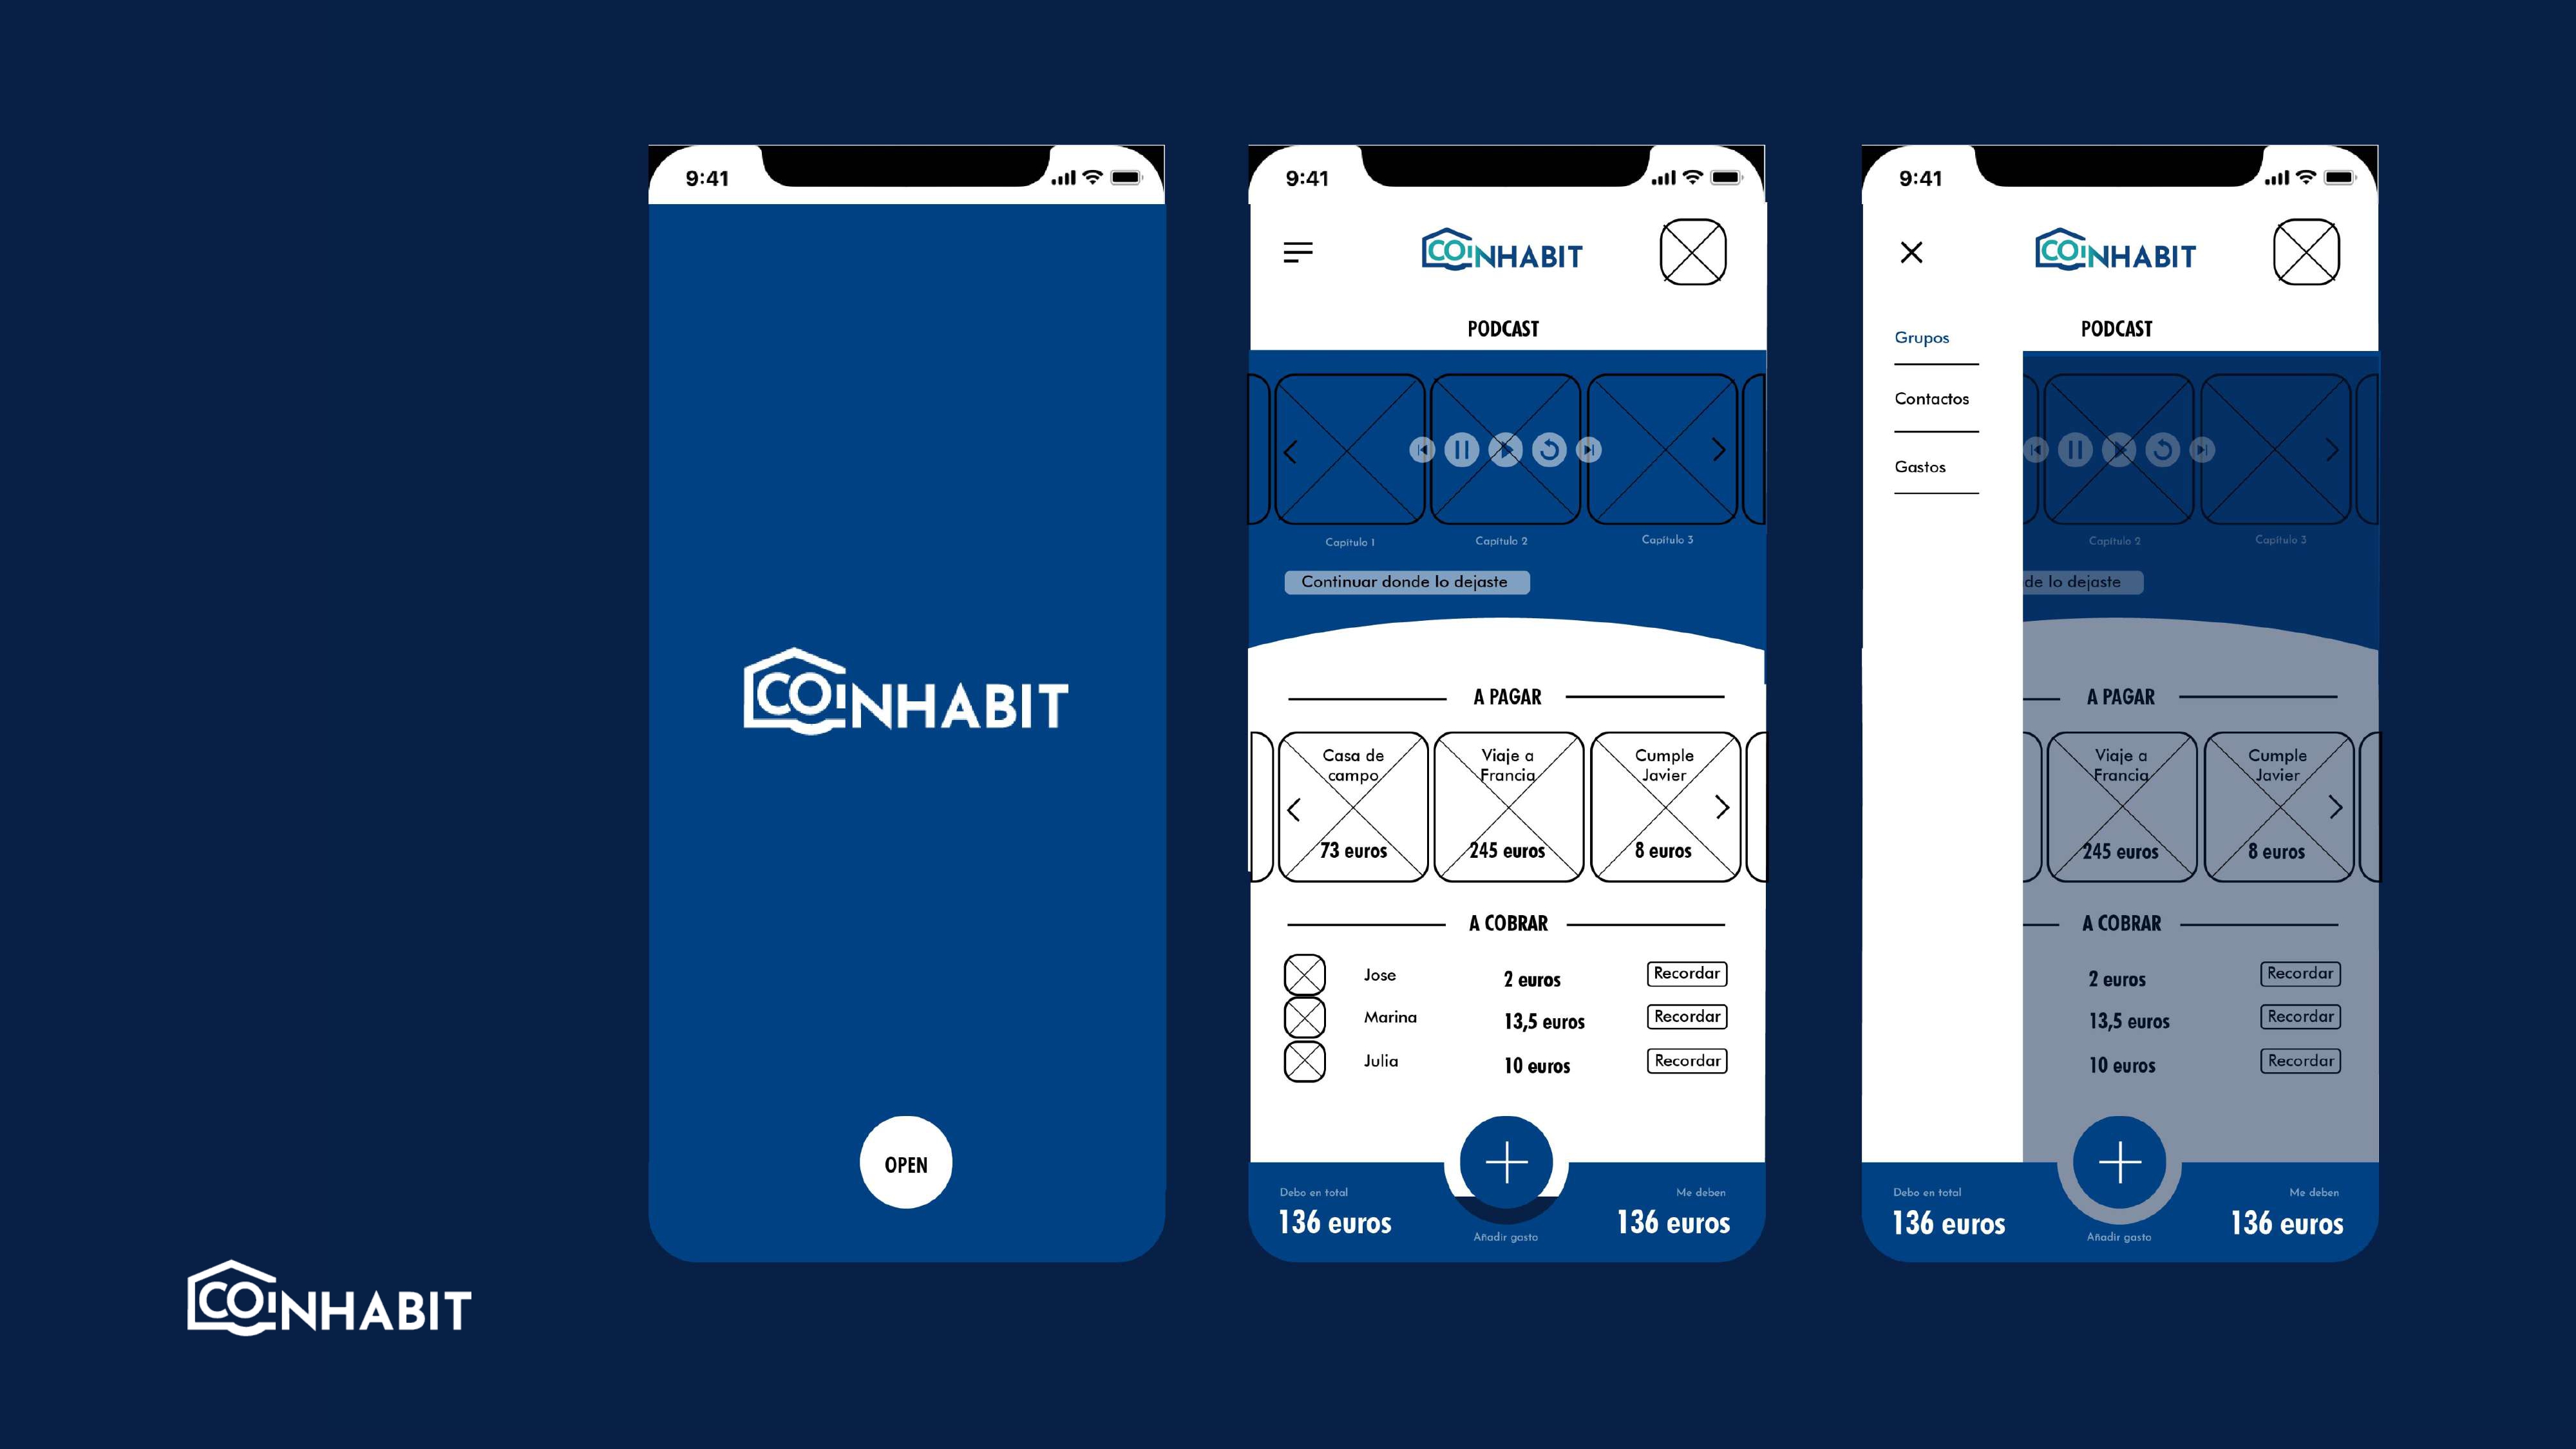 9:41
COINHABIT
OPEN
9:41
COINHABIT
PODCAST
Capítulo 1
Capítulo 2
Capítulo 3
Continuar donde lo dejaste
A PAGAR
Casa de
campo
73 euros
Viaje a
Francia
245 euros
Cumple
Javier
8 euros
A COBRAR
Jose
2 euros
Recordar
Marina
13,5 euros
Recordar
Julia
10 euros
Recordar
Debo en total
136 euros
Añadir gasto
Me deben
136 euros
9:41
COINHABIT
PODCAST
Grupos
Contactos
Gastos
Capítulo 2
Capítulo 3
de lo dejaste
A PAGAR
Viaje a
Francia
245 euros
Cumple
Javier
8 euros
A COBRAR
2 euros
Recordar
13,5 euros
Recordar
10 euros
Recordar
Debo en total
136 euros
Añadir gasto
Me deben
136 euros
COINHABIT